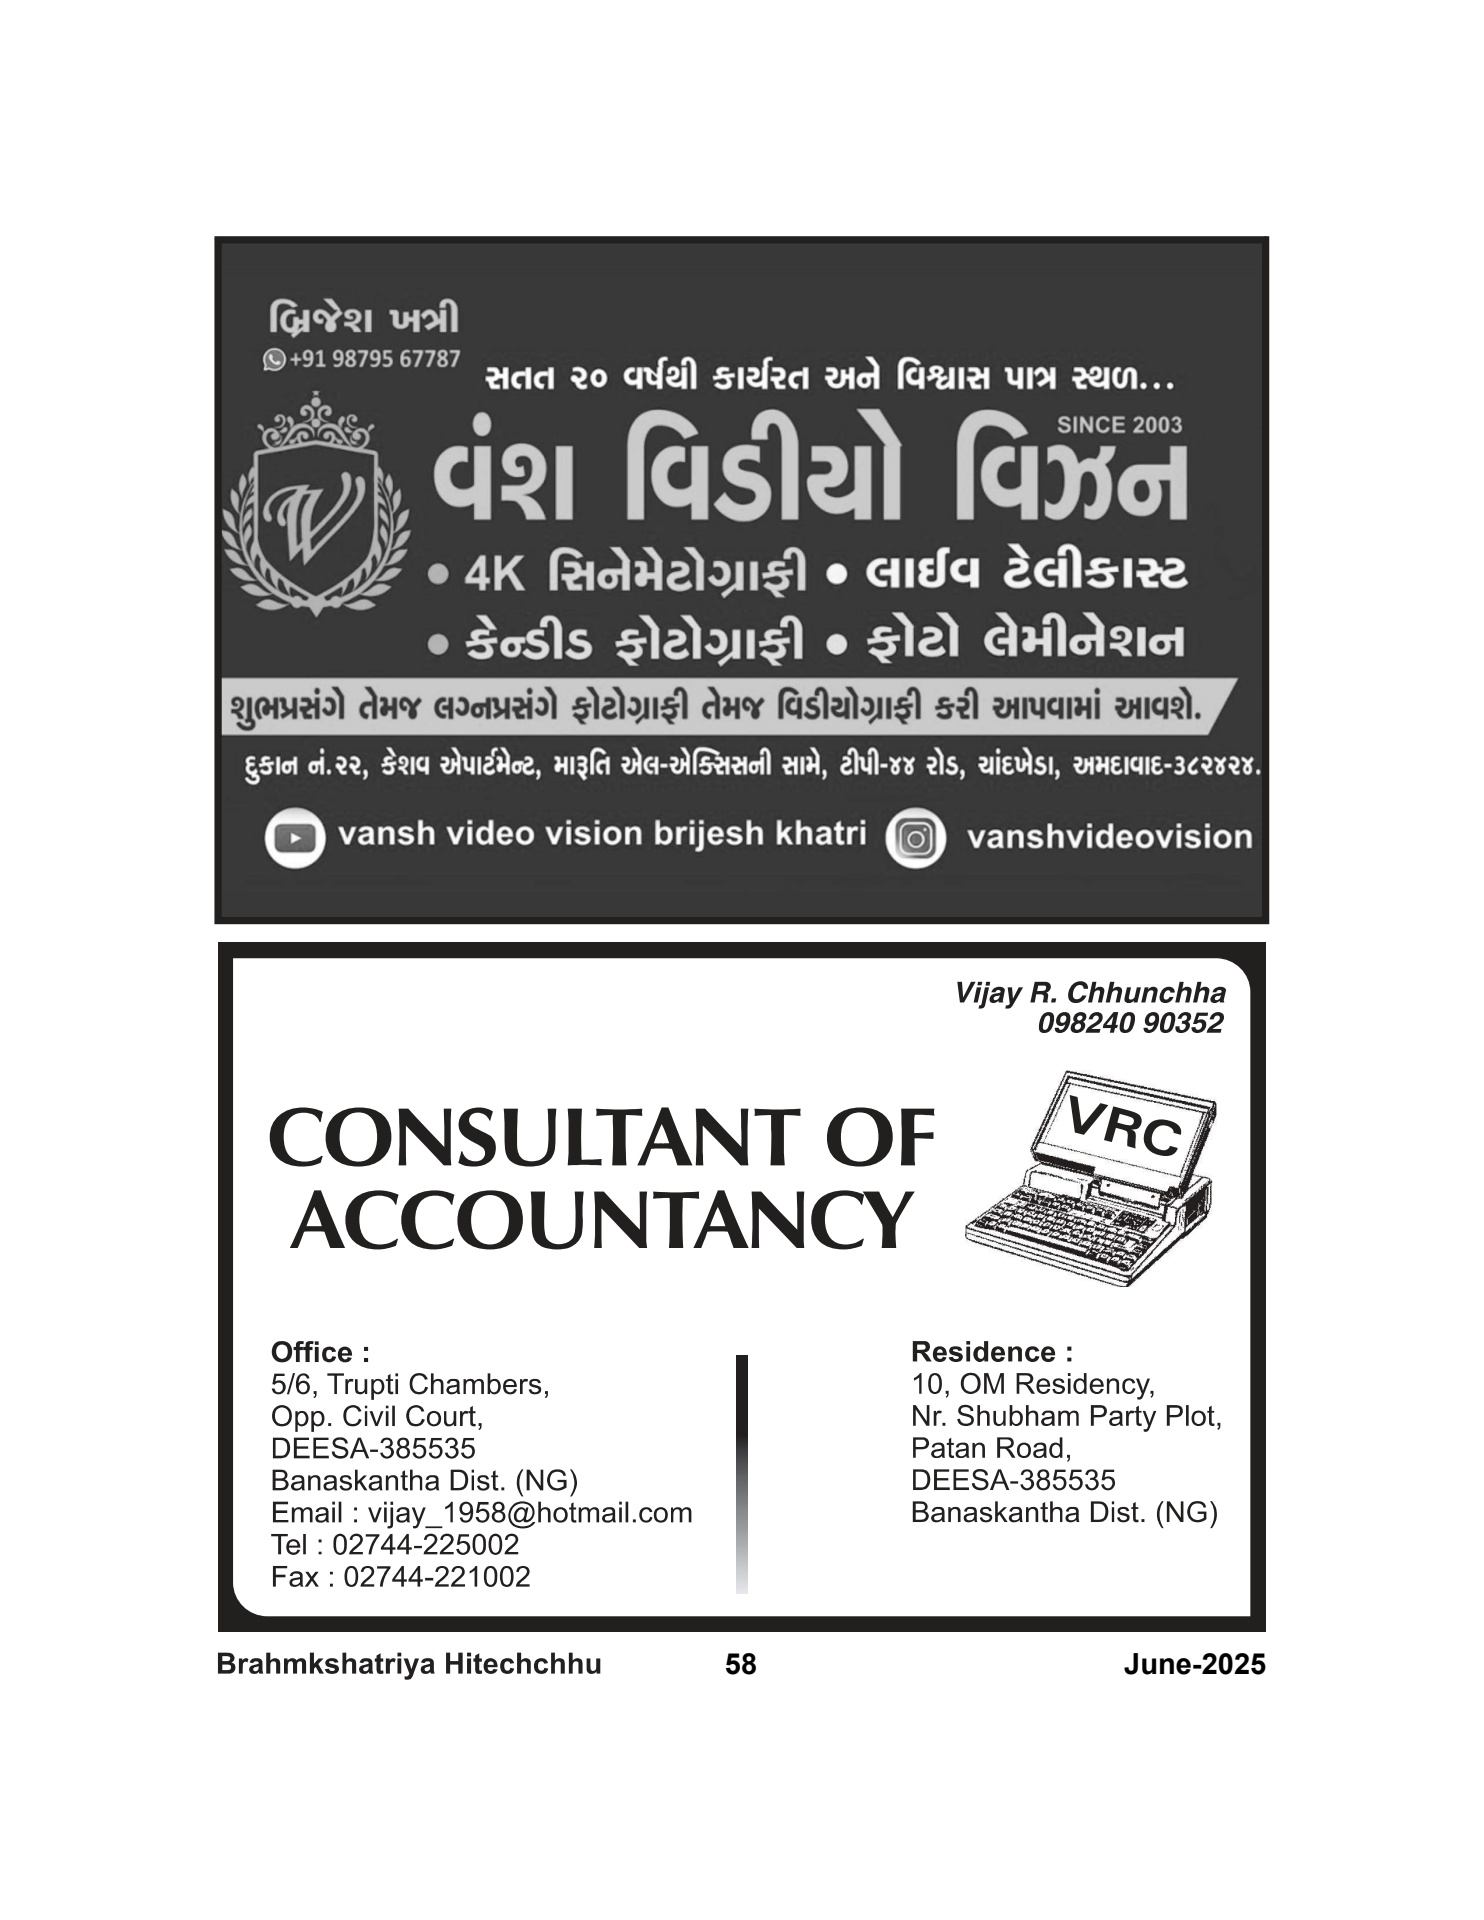 બ્રિજેશ ખત્રી
+91 98795 67787
સતત ૨૦ વર્ષથી કાર્યરત અને વિશ્વાસ પાત્ર સ્થળ...
SINCE 2003
વંશ વિડીયો વિઝન
• 4K સિનેમેટોગ્રાફી • લાઈવ ટેલીકાસ્ટ
• કેન્ડીડ ફોટોગ્રાફી • ફોટો લેમીનેશન
શુભપ્રસંગે તેમજ લગ્નપ્રસંગે ફોટોગ્રાફી તેમજ વિડીયોગ્રાફી કરી આપવામાં આવશે.
દુકાન નં.૨૨, કેશવ એપાર્ટમેન્ટ, મારૂતિ એલ-એક્સિસની સામે, ટીપી-૪૪ રોડ, ચાંદખેડા, અમદાવાદ-૩૮૨૪૨૪.
vansh video vision brijesh khatri vanshvideovision
Vijay R. Chhunchha
098240 90352
VRC
CONSULTANT OF
ACCOUNTANCY
Office :
5/6, Trupti Chambers,
Opp. Civil Court,
DEESA-385535
Banaskantha Dist. (NG)
Email : vijay_1958@hotmail.com
Tel : 02744-225002
Fax : 02744-221002
Residence :
10, OM Residency,
Nr. Shubham Party Plot,
Patan Road,
DEESA-385535
Banaskantha Dist. (NG)
Brahmkshatriya Hitechchhu 58 June-2025